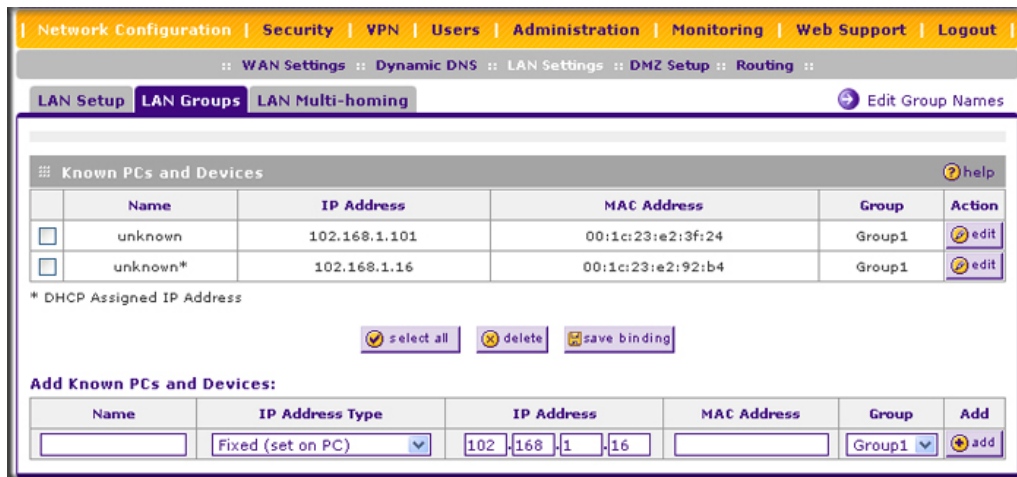 | Network Configuration | Security | VPN | Users | Administration | Monitoring | Web Support | Logout |
:: WAN Settings :: Dynamic DNS :: LAN Settings :: DMZ Setup :: Routing ::
LAN Setup LAN Groups LAN Multi-homing Edit Group Names
Known PCs and Devices ? help
Name IP Address MAC Address Group Action
unknown 102.168.1.101 00:1c:23:e2:3f:24 Group1 edit
unknown* 102.168.1.16 00:1c:23:e2:92:b4 Group1 edit
* DHCP Assigned IP Address
select all delete save binding
Add Known PCs and Devices:
Name IP Address Type IP Address MAC Address Group Add
Fixed (set on PC) 102 .168 .1 .16 Group1 add